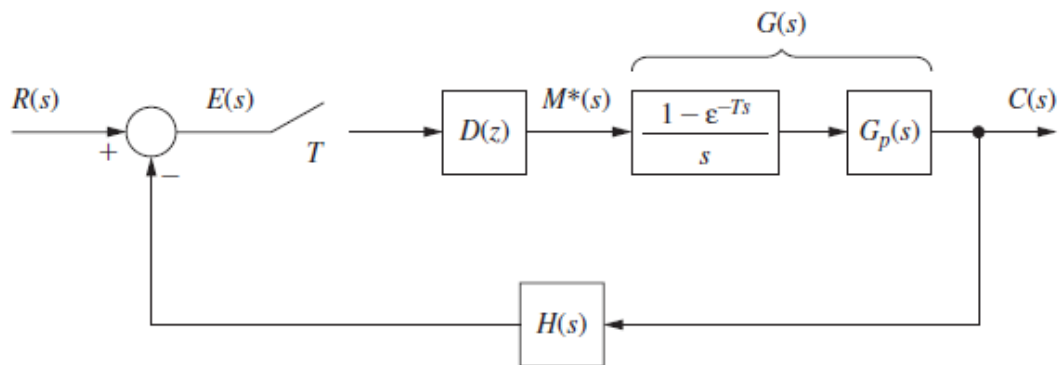 G(s)
R(s)
E(s)
M*(s)
C(s)
+
−
T
D(z)
1 − ε^{−Ts}
s
G_p(s)
H(s)